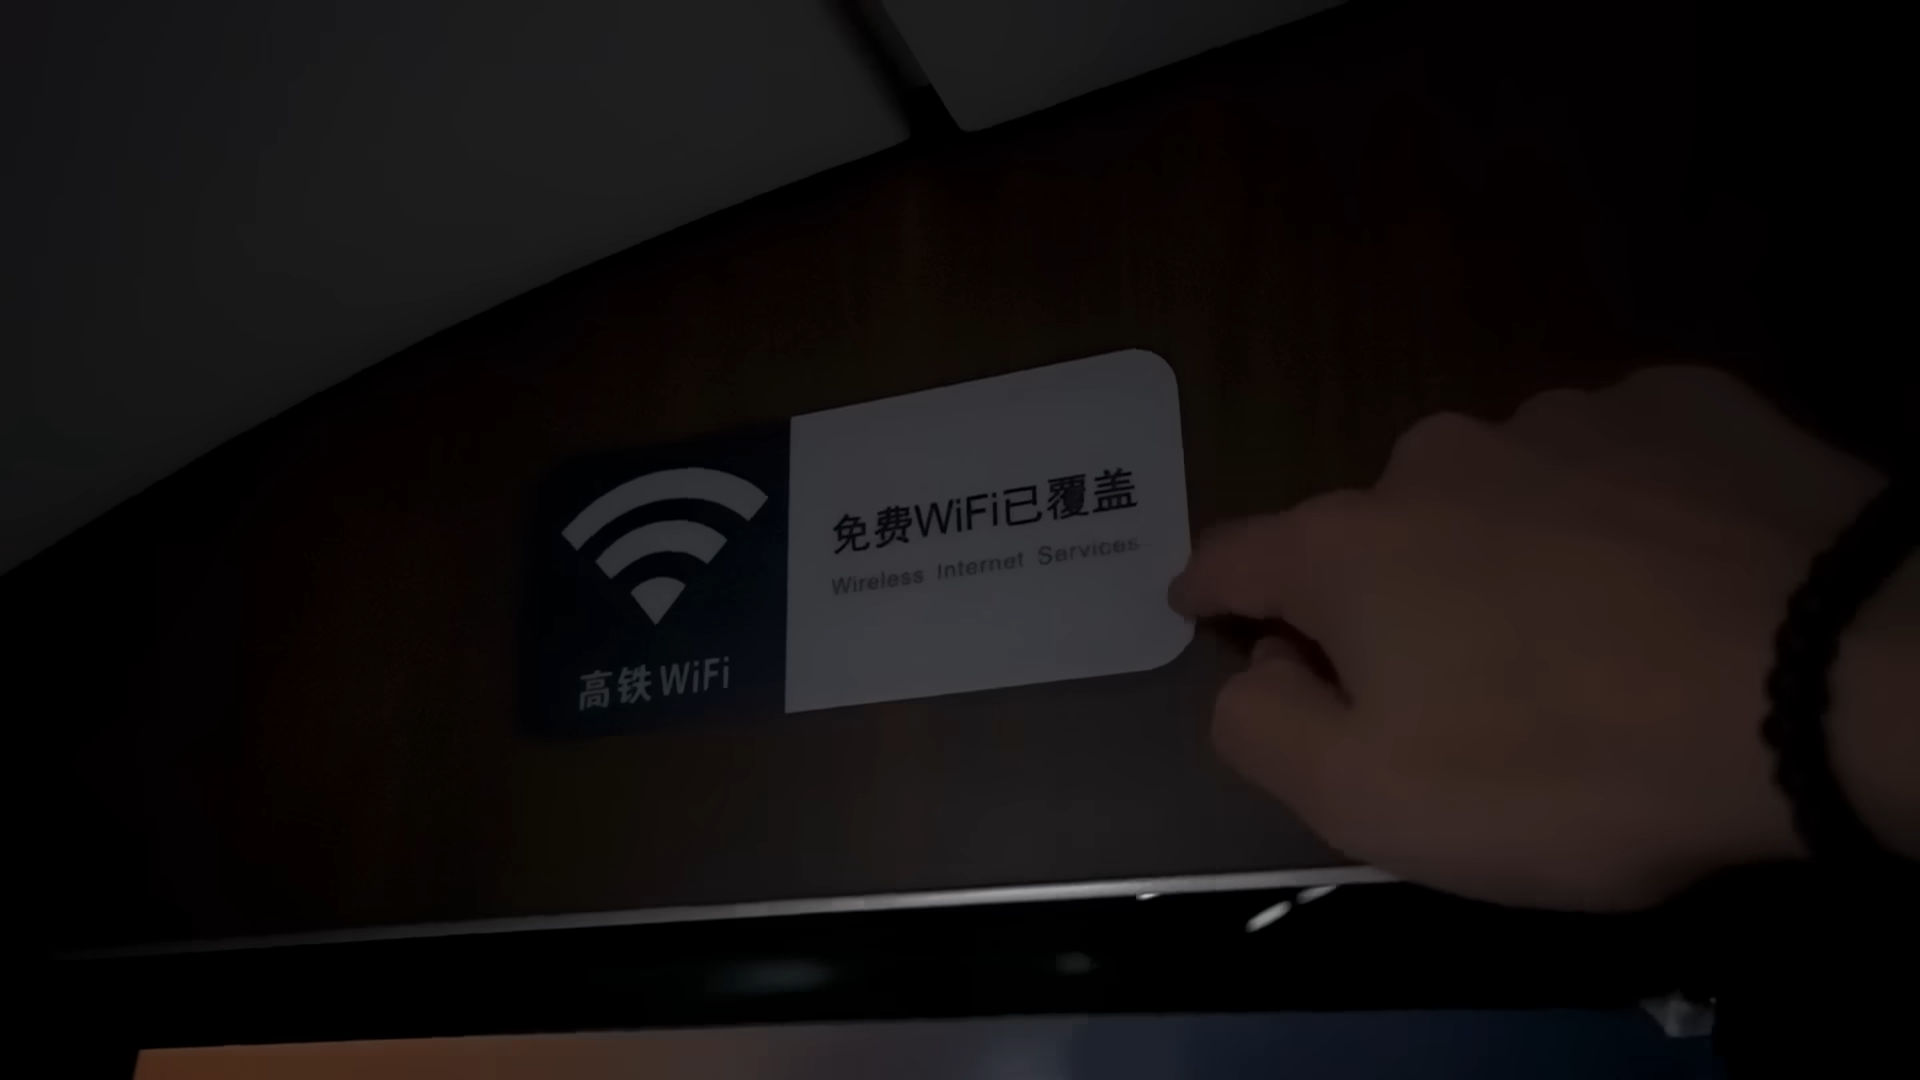 高铁WiFi
免费WiFi已覆盖
Wireless Internet Services